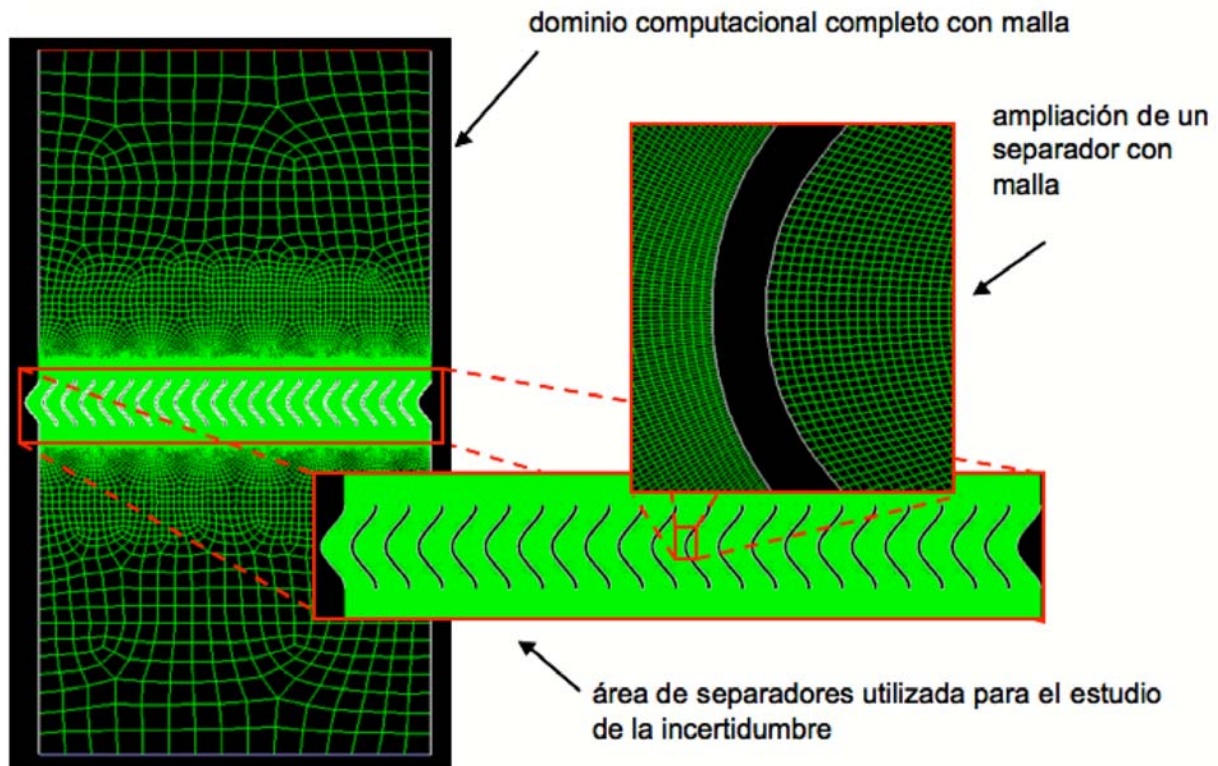 dominio computacional completo con malla
ampliación de un
separador con
malla
área de separadores utilizada para el estudio
de la incertidumbre